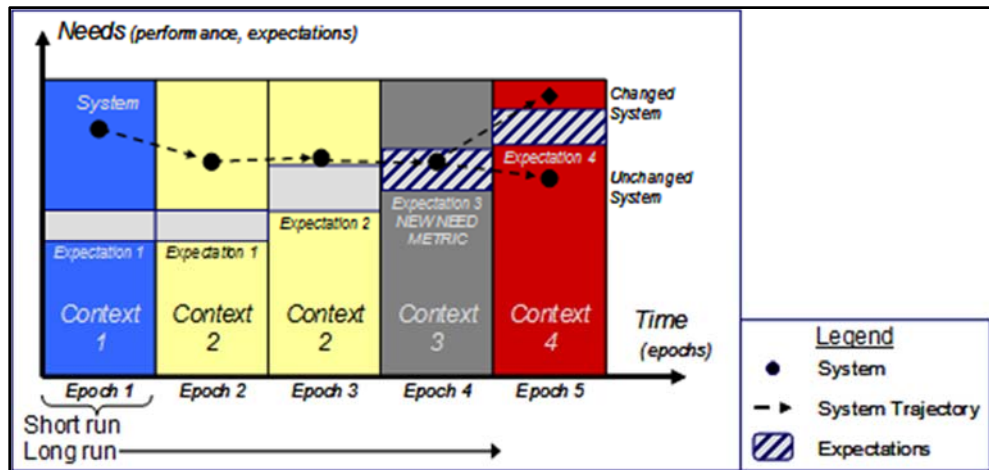 Needs (performance, expectations)
System
Changed
System
Unchanged
System
Expectation 1
Expectation 1
Expectation 2
Expectation 3
NEW NEED
METRIC
Expectation 4
Context
1
Context
2
Context
2
Context
3
Context
4
Time
(epochs)
Epoch 1
Epoch 2
Epoch 3
Epoch 4
Epoch 5
Short run
Long run
Legend
System
System Trajectory
Expectations